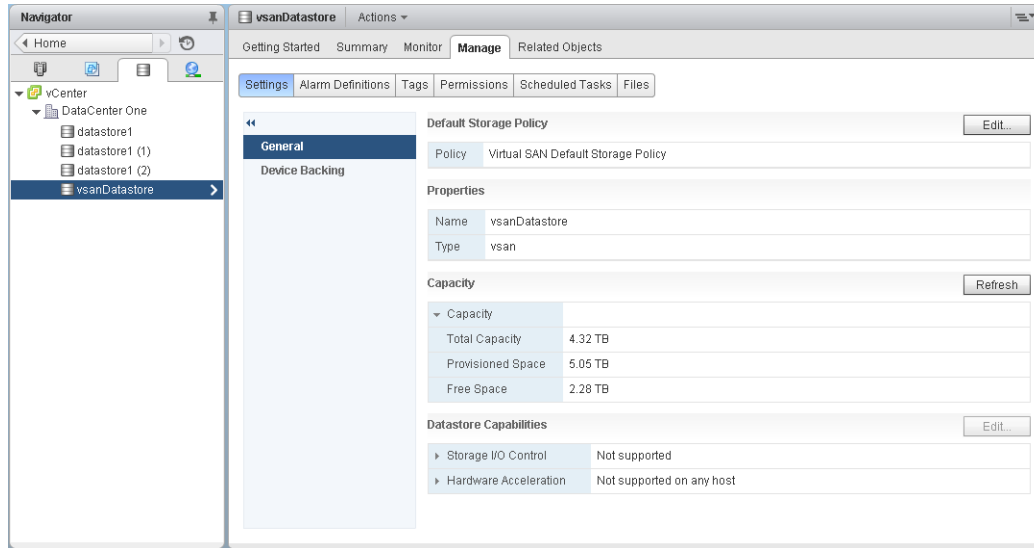 Navigator
Home
vCenter
DataCenter One
datastore1
datastore1 (1)
datastore1 (2)
vsanDatastore
vsanDatastore Actions
Getting Started Summary Monitor Manage Related Objects
Settings Alarm Definitions Tags Permissions Scheduled Tasks Files
General
Device Backing
Default Storage Policy Edit...
Policy Virtual SAN Default Storage Policy
Properties
Name vsanDatastore
Type vsan
Capacity Refresh
Capacity
Total Capacity 4.32 TB
Provisioned Space 5.05 TB
Free Space 2.28 TB
Datastore Capabilities Edit...
Storage I/O Control Not supported
Hardware Acceleration Not supported on any host